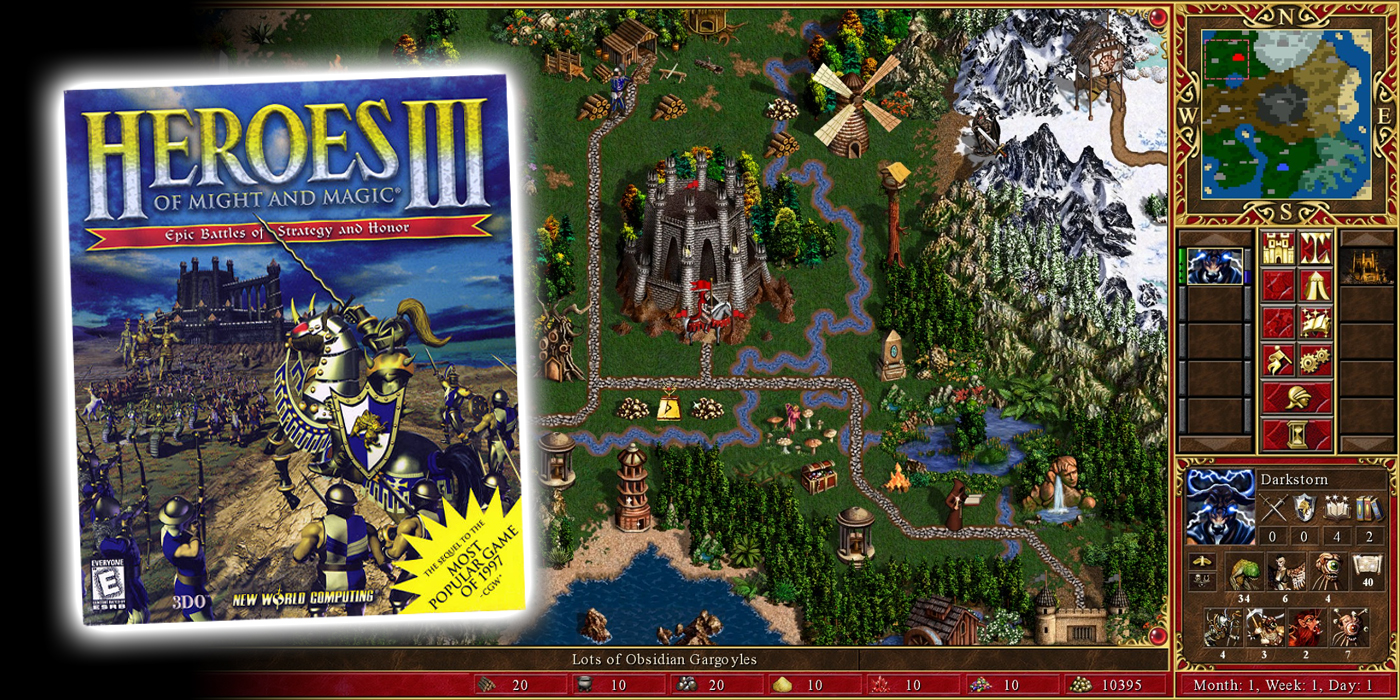 HEROES III
OF MIGHT AND MAGIC®
Epic Battles of Strategy and Honor
THE SEQUEL TO THE
MOST
POPULAR GAME
OF 1997
-CGW
EVERYONE
E
ESRB
3DO
NEW WORLD COMPUTING
N
W
E
S
Darkstorn
0 0 4 2
40
34 6 4
4 3 2 7
Lots of Obsidian Gargoyles
20 10 20 10 10 10 10395
Month: 1, Week: 1, Day: 1